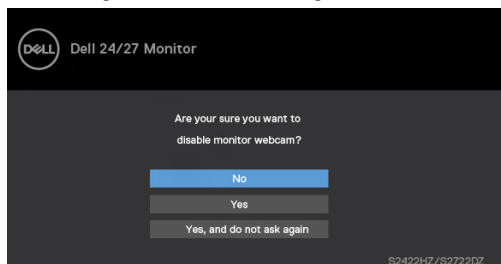 DELL
Dell 24/27 Monitor
Are your sure you want to
disable monitor webcam?
No
Yes
Yes, and do not ask again
S2422HZ/S2722DZ